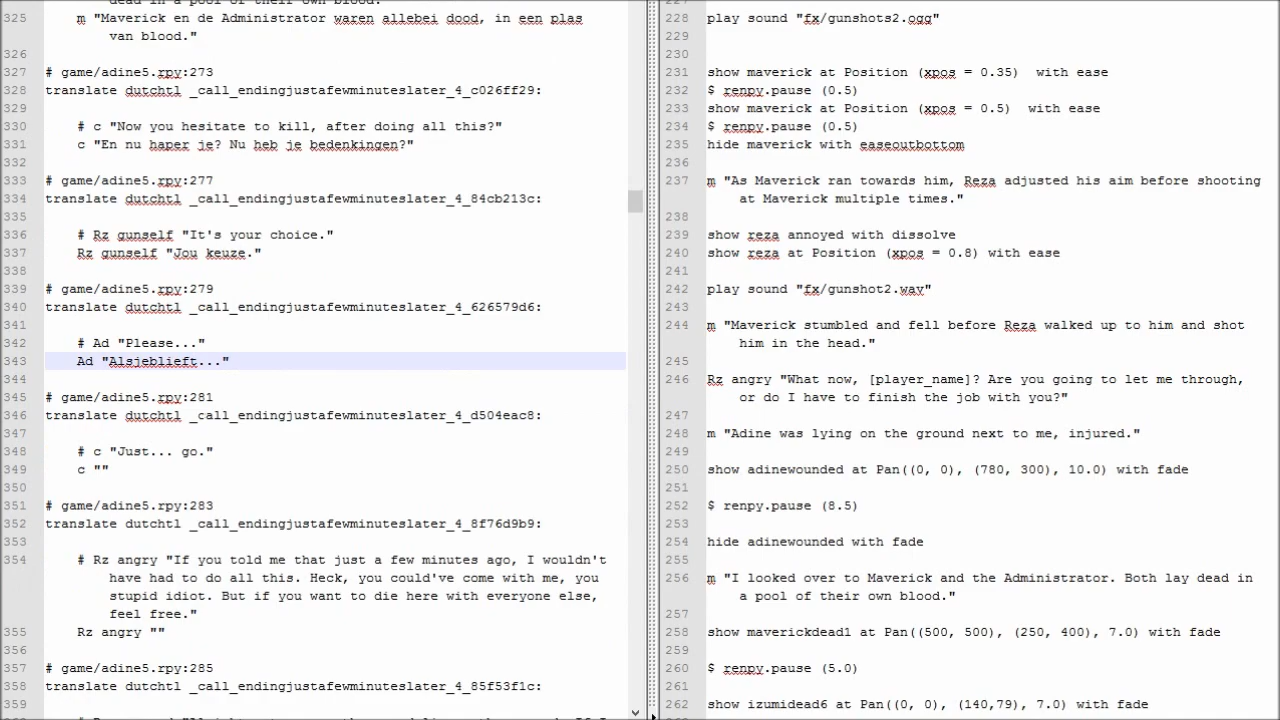 325 dead in a pool of their own blood."
m "Maverick en de Administrator waren allebei dood, in een plas
van blood."
326
327 # game/adine5.rpy:273
328 translate dutchtl _call_endingjustafewminuteslater_4_c026ff29:
329
330 # c "Now you hesitate to kill, after doing all this?"
331 c "En nu haper je? Nu heb je bedenkingen?"
332
333 # game/adine5.rpy:277
334 translate dutchtl _call_endingjustafewminuteslater_4_84cb213c:
335
336 # Rz gunself "It's your choice."
337 Rz gunself "Jou keuze."
338
339 # game/adine5.rpy:279
340 translate dutchtl _call_endingjustafewminuteslater_4_626579d6:
341
342 # Ad "Please..."
343 Ad "Alsjeblieft..."
344
345 # game/adine5.rpy:281
346 translate dutchtl _call_endingjustafewminuteslater_4_d504eac8:
347
348 # c "Just... go."
349 c ""
350
351 # game/adine5.rpy:283
352 translate dutchtl _call_endingjustafewminuteslater_4_8f76d9b9:
353
354 # Rz angry "If you told me that just a few minutes ago, I wouldn't
have had to do all this. Heck, you could've come with me, you
stupid idiot. But if you want to die here with everyone else,
feel free."
355 Rz angry ""
356
357 # game/adine5.rpy:285
358 translate dutchtl _call_endingjustafewminuteslater_4_85f53f1c:
359
228 play sound "fx/gunshots2.ogg"
229
230
231 show maverick at Position (xpos = 0.35)  with ease
232 $ renpy.pause (0.5)
233 show maverick at Position (xpos = 0.5)  with ease
234 $ renpy.pause (0.5)
235 hide maverick with easeoutbottom
236
237 m "As Maverick ran towards him, Reza adjusted his aim before shooting
at Maverick multiple times."
238
239 show reza annoyed with dissolve
240 show reza at Position (xpos = 0.8) with ease
241
242 play sound "fx/gunshot2.wav"
243
244 m "Maverick stumbled and fell before Reza walked up to him and shot
him in the head."
245
246 Rz angry "What now, [player_name]? Are you going to let me through,
or do I have to finish the job with you?"
247
248 m "Adine was lying on the ground next to me, injured."
249
250 show adinewounded at Pan((0, 0), (780, 300), 10.0) with fade
251
252 $ renpy.pause (8.5)
253
254 hide adinewounded with fade
255
256 m "I looked over to Maverick and the Administrator. Both lay dead in
a pool of their own blood."
257
258 show maverickdead1 at Pan((500, 500), (250, 400), 7.0) with fade
259
260 $ renpy.pause (5.0)
261
262 show izumidead6 at Pan((0, 0), (140,79), 7.0) with fade